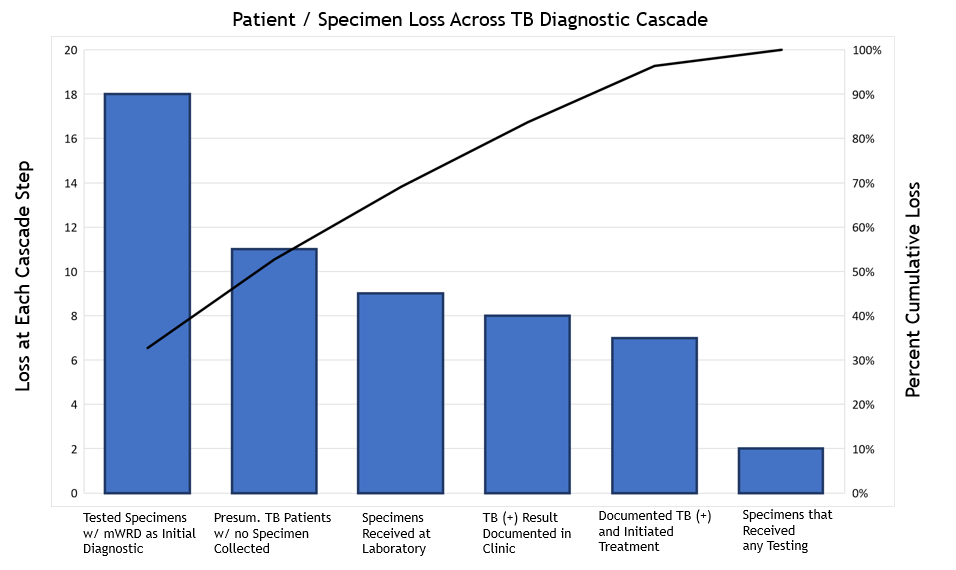 Patient / Specimen Loss Across TB Diagnostic Cascade
Loss at Each Cascade Step
20
18
16
14
12
10
8
6
4
2
0
100%
90%
80%
70%
60%
50%
40%
30%
20%
10%
0%
Percent Cumulative Loss
Tested Specimens
w/ mWRD as Initial
Diagnostic
Presum. TB Patients
w/ no Specimen
Collected
Specimens
Received at
Laboratory
TB (+) Result
Documented in
Clinic
Documented TB (+)
and Initiated
Treatment
Specimens that
Received
any Testing